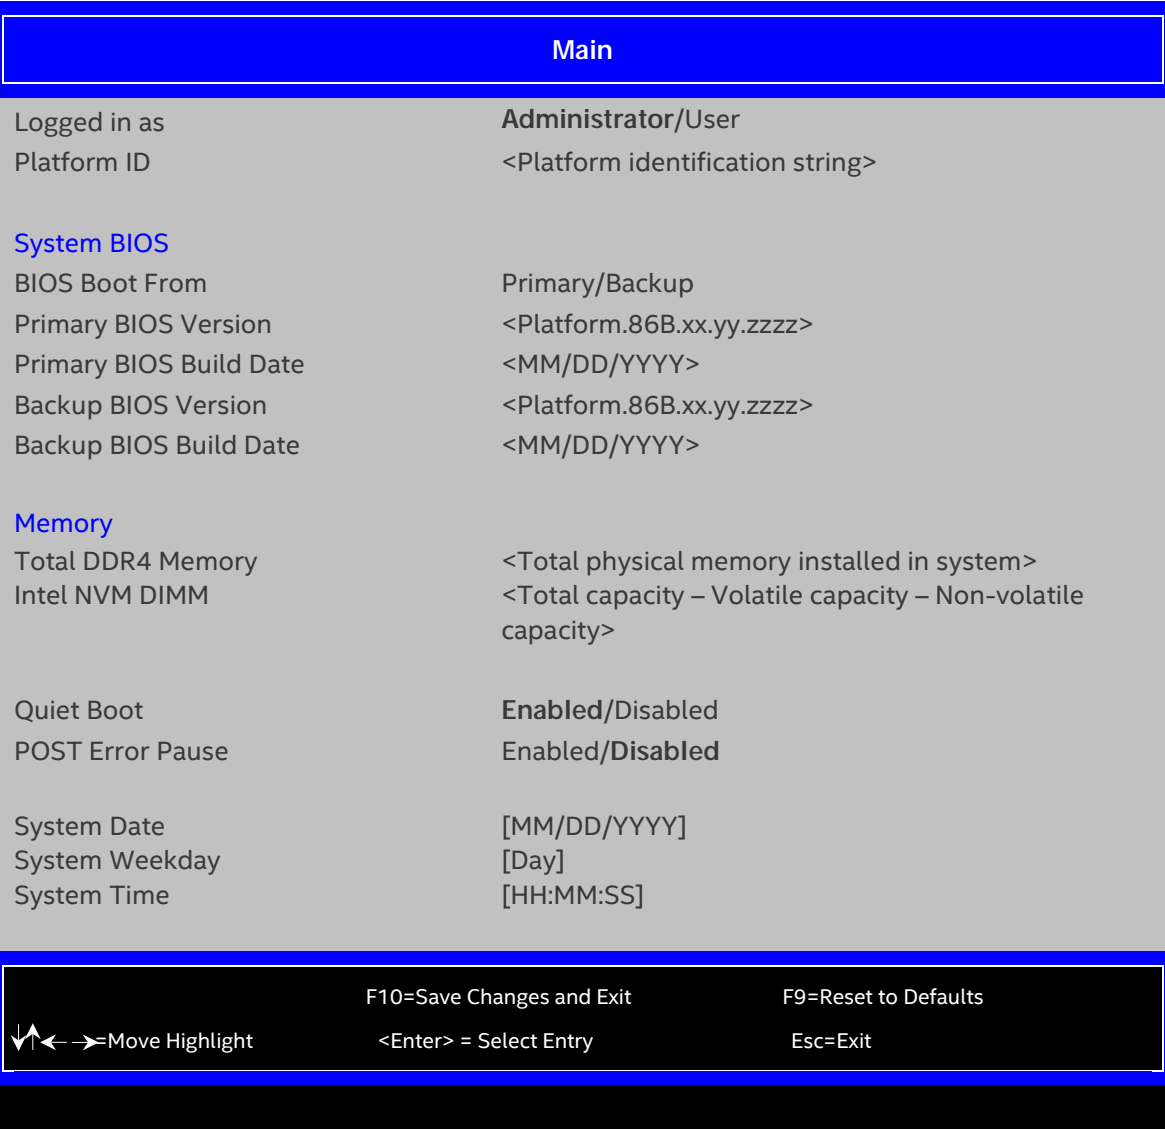 Main
Logged in as Administrator/User
Platform ID <Platform identification string>
System BIOS
BIOS Boot From Primary/Backup
Primary BIOS Version <Platform.86B.xx.yy.zzzz>
Primary BIOS Build Date <MM/DD/YYYY>
Backup BIOS Version <Platform.86B.xx.yy.zzzz>
Backup BIOS Build Date <MM/DD/YYYY>
Memory
Total DDR4 Memory <Total physical memory installed in system>
Intel NVM DIMM <Total capacity – Volatile capacity – Non-volatile
capacity>
Quiet Boot Enabled/Disabled
POST Error Pause Enabled/Disabled
System Date [MM/DD/YYYY]
System Weekday [Day]
System Time [HH:MM:SS]
F10=Save Changes and Exit F9=Reset to Defaults
↓↑← →=Move Highlight <Enter> = Select Entry Esc=Exit